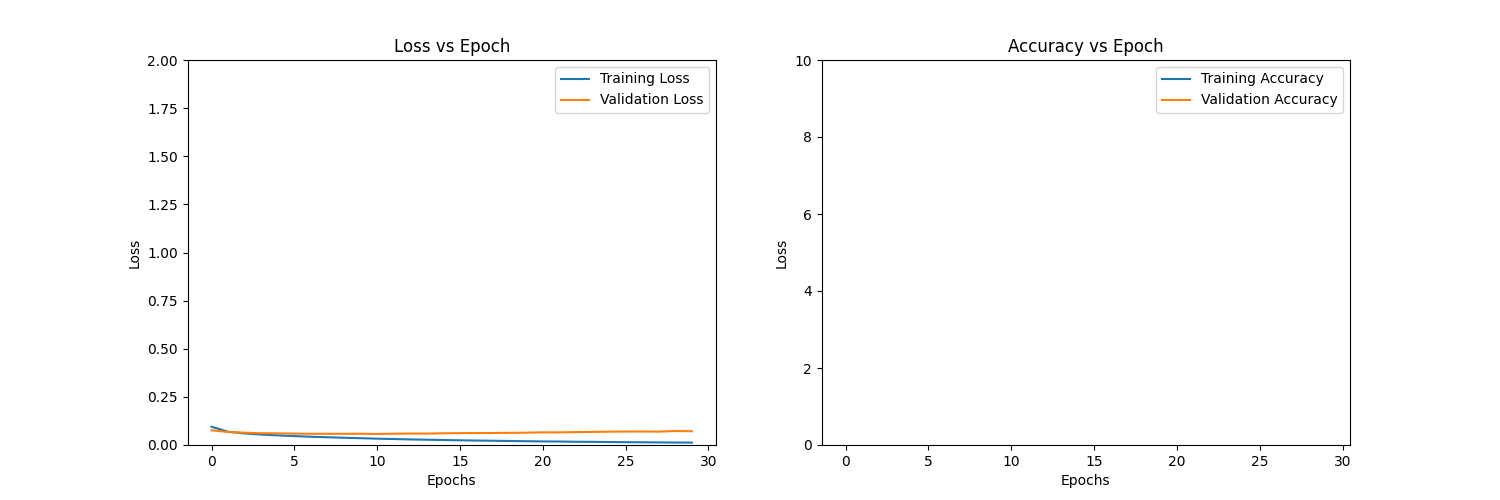 Loss vs Epoch
2.00
1.75
1.50
1.25
1.00
0.75
0.50
0.25
0.00
Loss
Training Loss
Validation Loss
0 5 10 15 20 25 30
Epochs
Accuracy vs Epoch
10
8
6
4
2
0
Loss
Training Accuracy
Validation Accuracy
0 5 10 15 20 25 30
Epochs